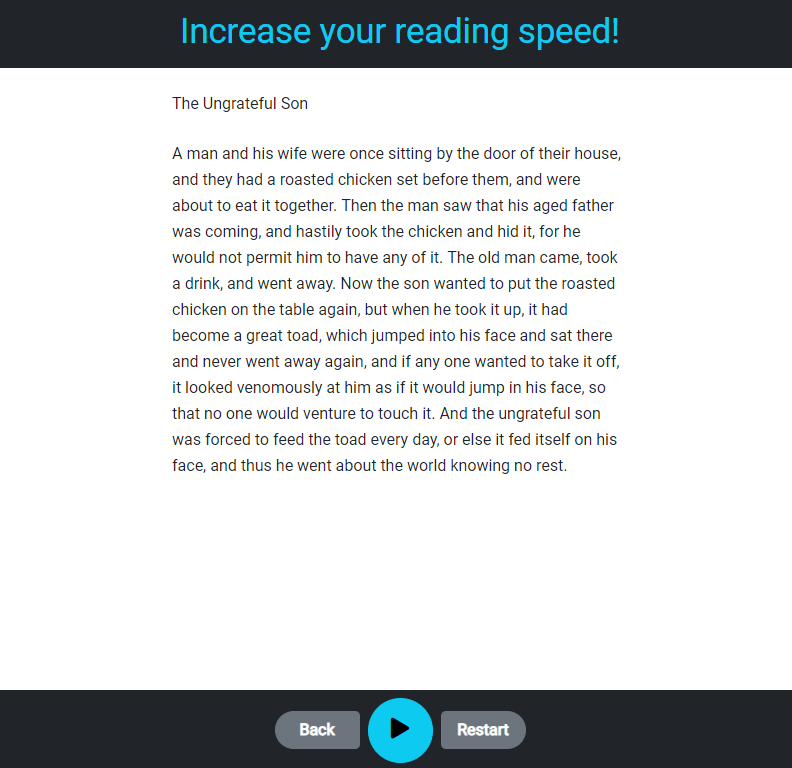 Increase your reading speed!
The Ungrateful Son
A man and his wife were once sitting by the door of their house,
and they had a roasted chicken set before them, and were
about to eat it together. Then the man saw that his aged father
was coming, and hastily took the chicken and hid it, for he
would not permit him to have any of it. The old man came, took
a drink, and went away. Now the son wanted to put the roasted
chicken on the table again, but when he took it up, it had
become a great toad, which jumped into his face and sat there
and never went away again, and if any one wanted to take it off,
it looked venomously at him as if it would jump in his face, so
that no one would venture to touch it. And the ungrateful son
was forced to feed the toad every day, or else it fed itself on his
face, and thus he went about the world knowing no rest.
Back
Restart